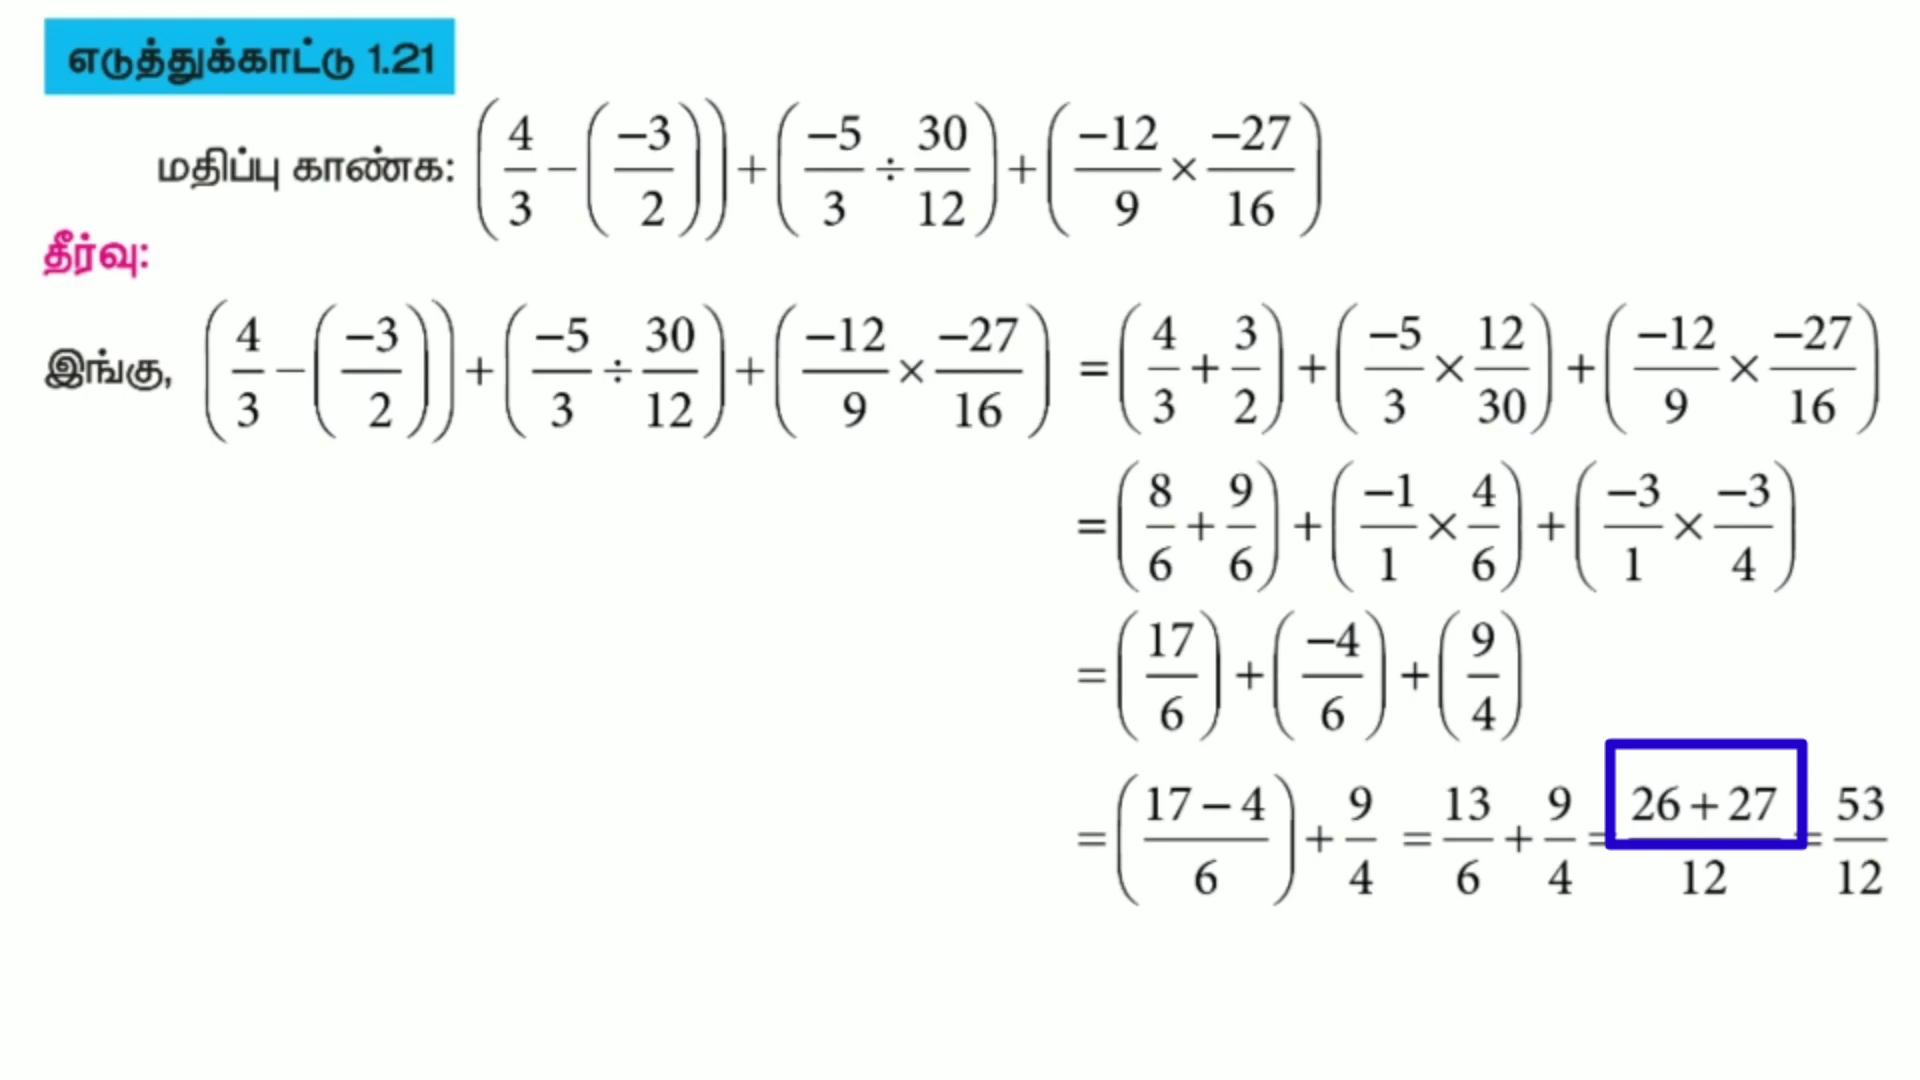 எடுத்துக்காட்டு 1.21
மதிப்பு காண்க: (4/3 − (−3/2)) + (−5/3 ÷ 30/12) + (−12/9 × −27/16)
தீர்வு:
இங்கு, (4/3 − (−3/2)) + (−5/3 ÷ 30/12) + (−12/9 × −27/16) = (4/3 + 3/2) + (−5/3 × 12/30) + (−12/9 × −27/16)
= (8/6 + 9/6) + (−1/1 × 4/6) + (−3/1 × −3/4)
= (17/6) + (−4/6) + (9/4)
= ((17 − 4)/6) + 9/4 = 13/6 + 9/4 = (26 + 27)/12 = 53/12